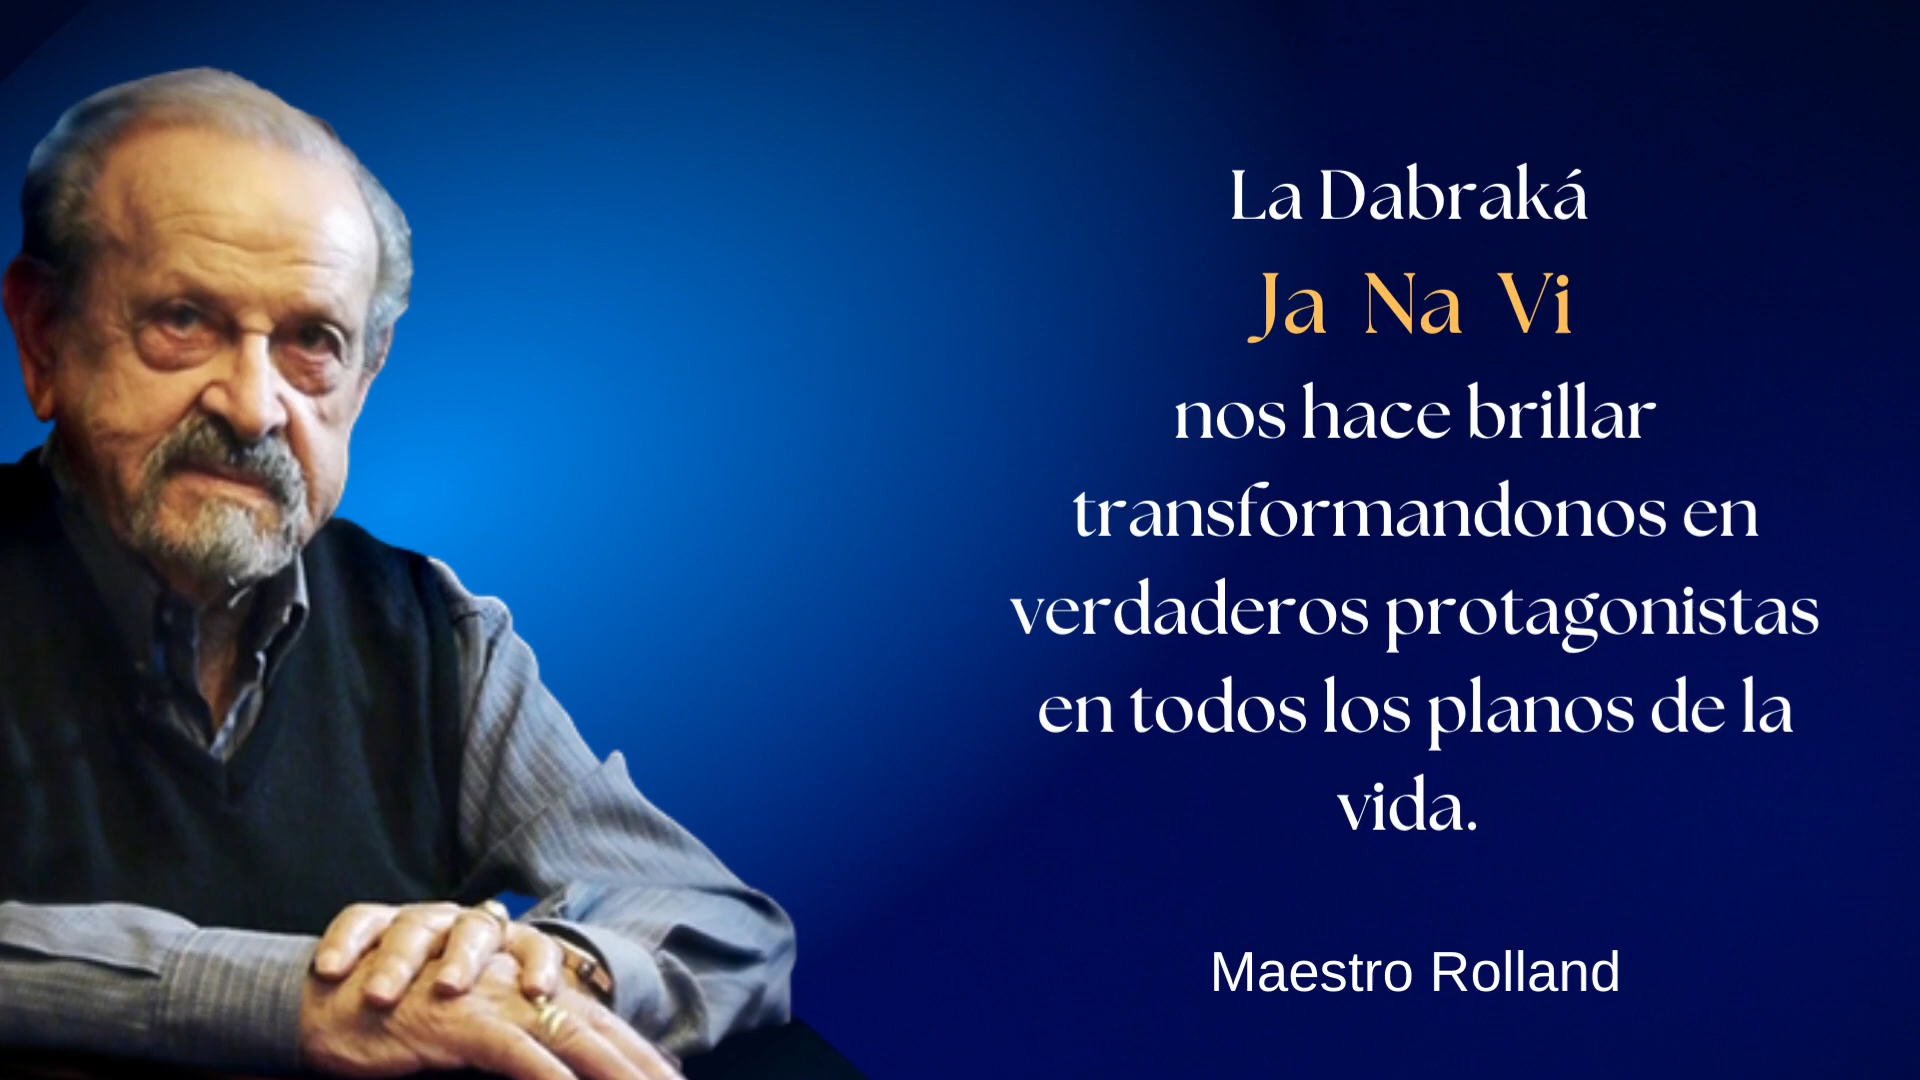 La Dabraká
Ja Na Vi
nos hace brillar
transformandonos en
verdaderos protagonistas
en todos los planos de la
vida.
Maestro Rolland